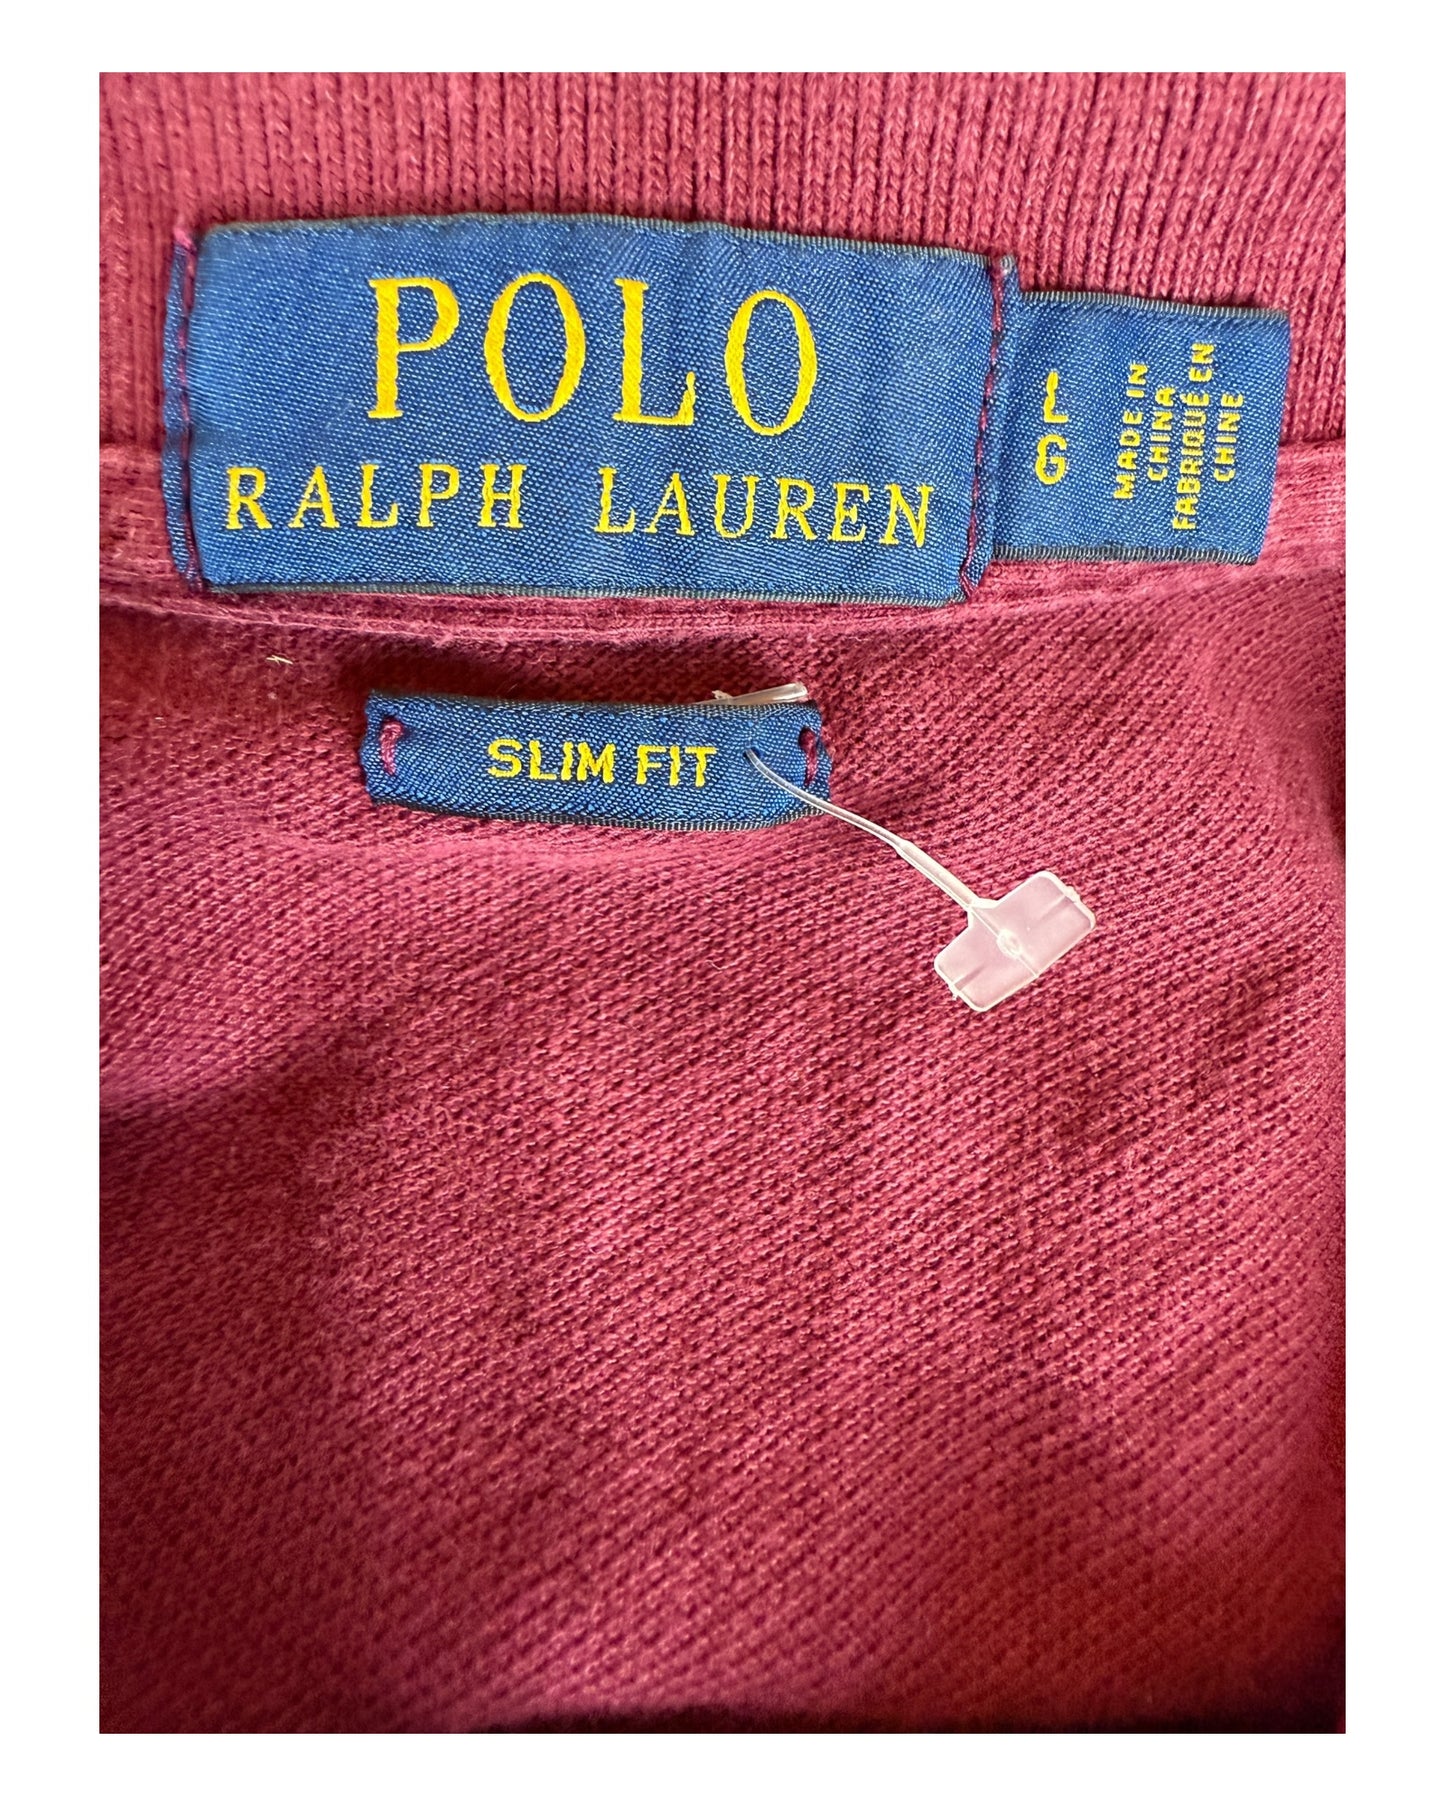 POLO
RALPH LAUREN
L
G
MADE IN
CHINA
FABRIQUÉ EN
CHINE
SLIM FIT